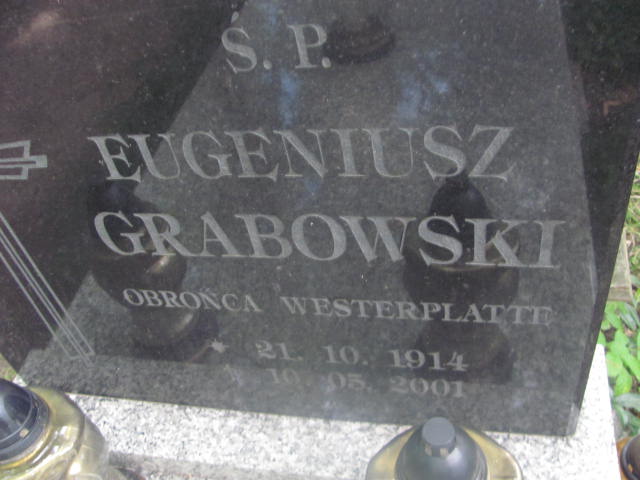 Ś. P.
EUGENIUSZ
GRABOWSKI
OBROŃCA WESTERPLATTE
* 21. 10. 1914
10. 05. 2001